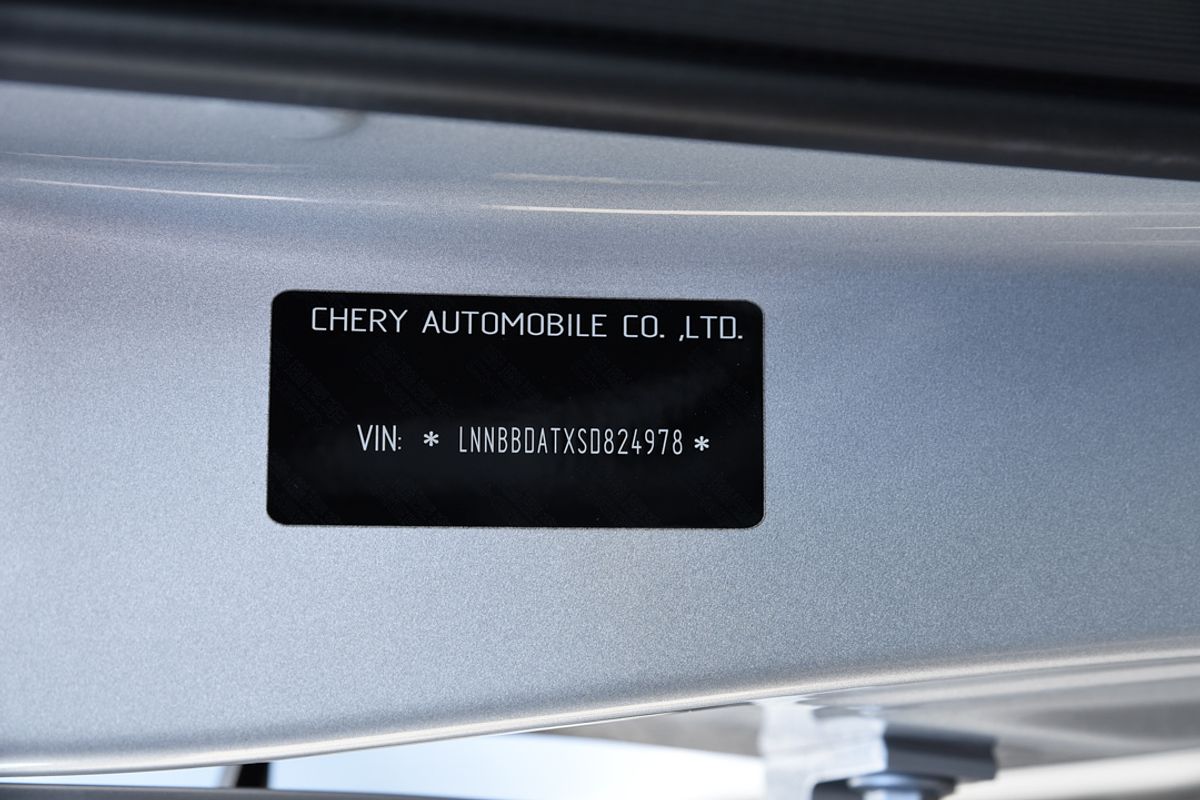 CHERY AUTOMOBILE CO. ,LTD.
VIN: * LNNBBDATXSD824978 *